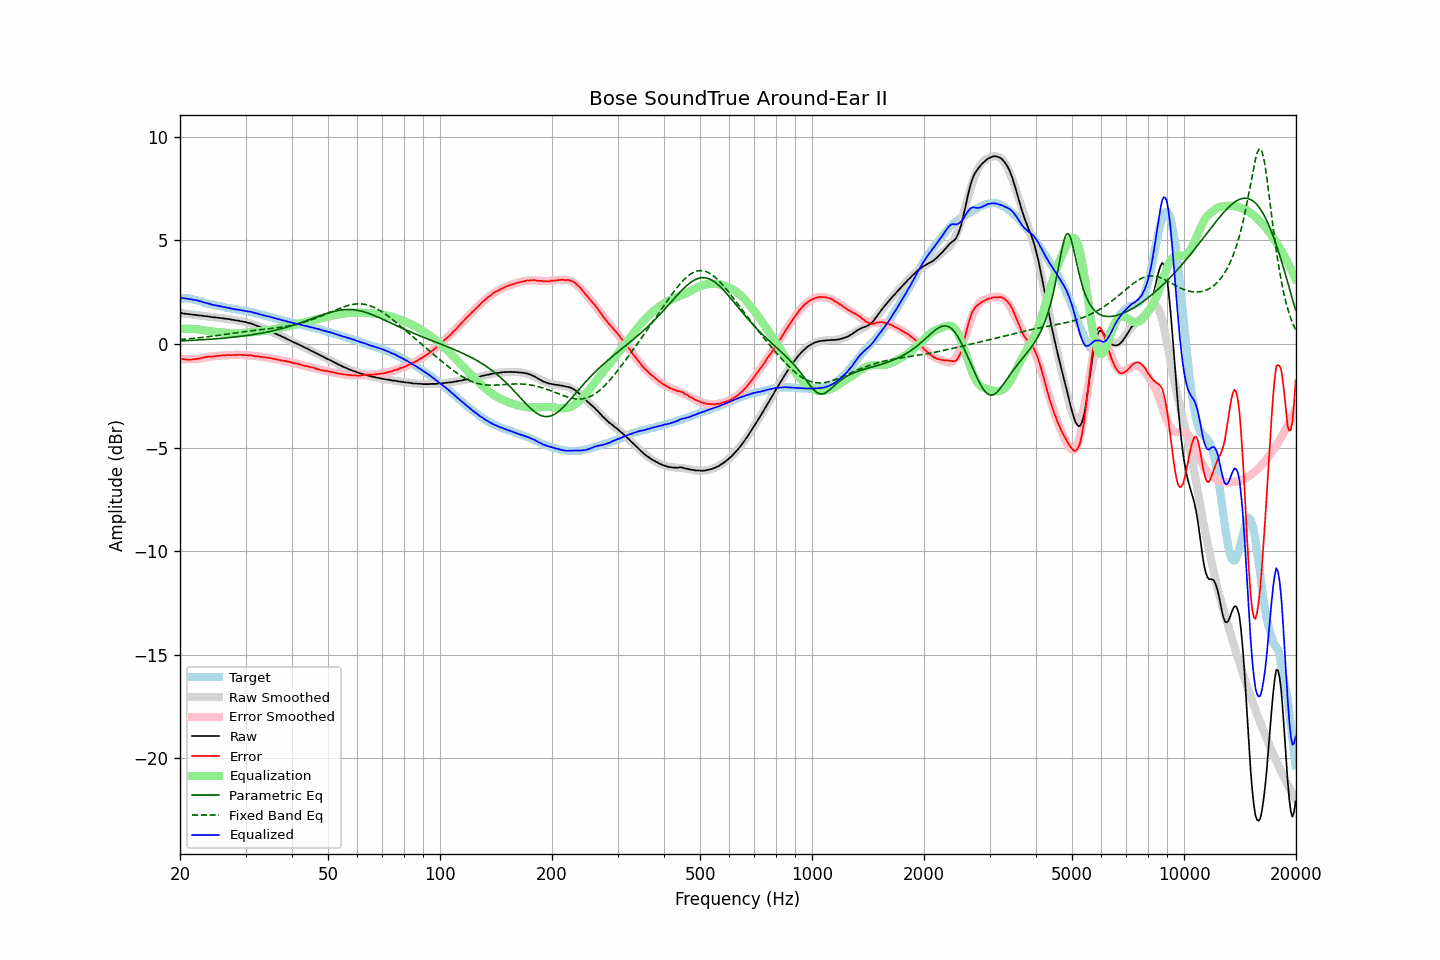 Bose SoundTrue Around-Ear II
Amplitude (dBr)
10
5
0
−5
−10
−15
−20
Target
Raw Smoothed
Error Smoothed
Raw
Error
Equalization
Parametric Eq
Fixed Band Eq
Equalized
20 50 100 200 500 1000 2000 5000 10000 20000
Frequency (Hz)